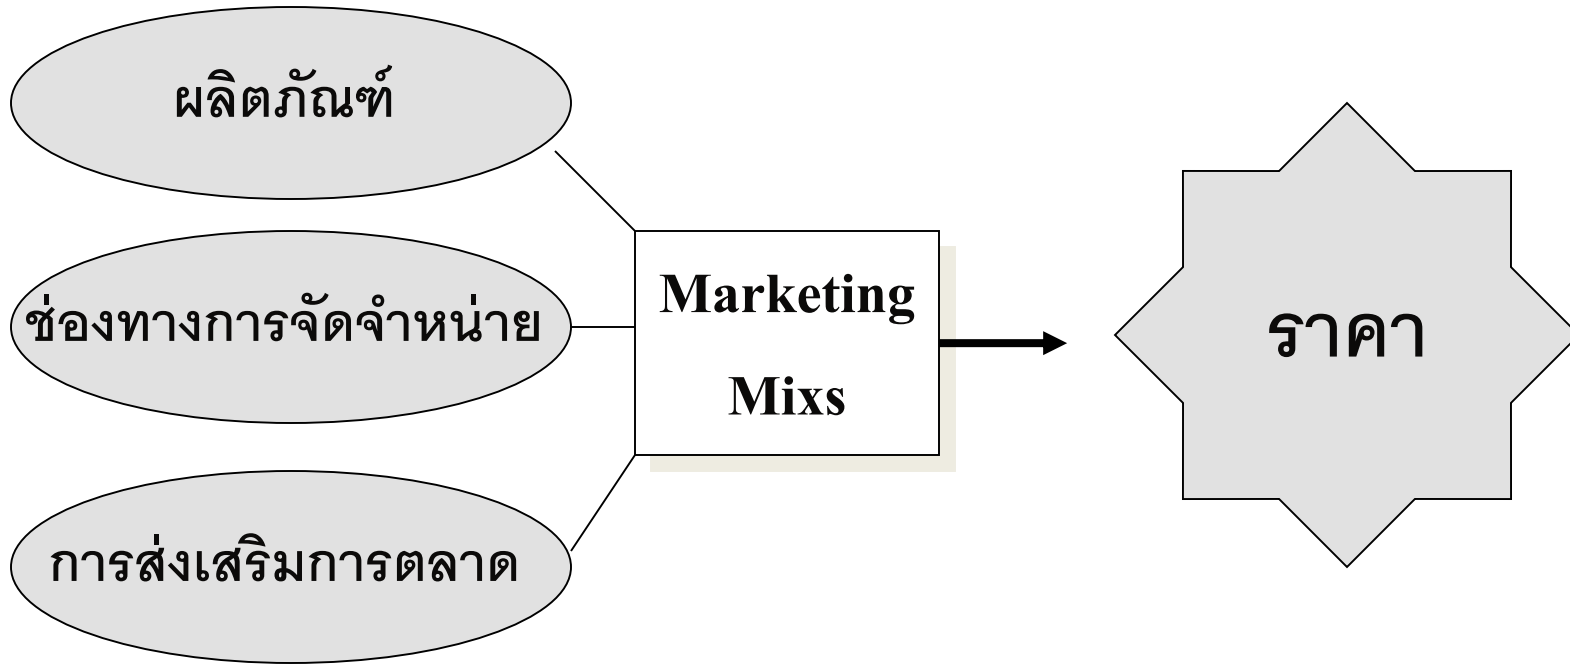 ผลิตภัณฑ์
ช่องทางการจัดจำหน่าย
การส่งเสริมการตลาด
Marketing
Mixs
ราคา